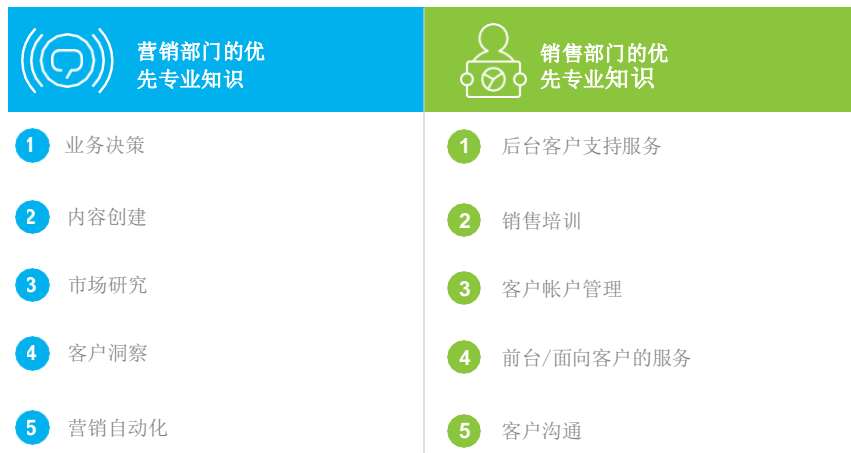 营销部门的优
先专业知识
1 业务决策
2 内容创建
3 市场研究
4 客户洞察
5 营销自动化
销售部门的优
先专业知识
1 后台客户支持服务
2 销售培训
3 客户帐户管理
4 前台/面向客户的服务
5 客户沟通